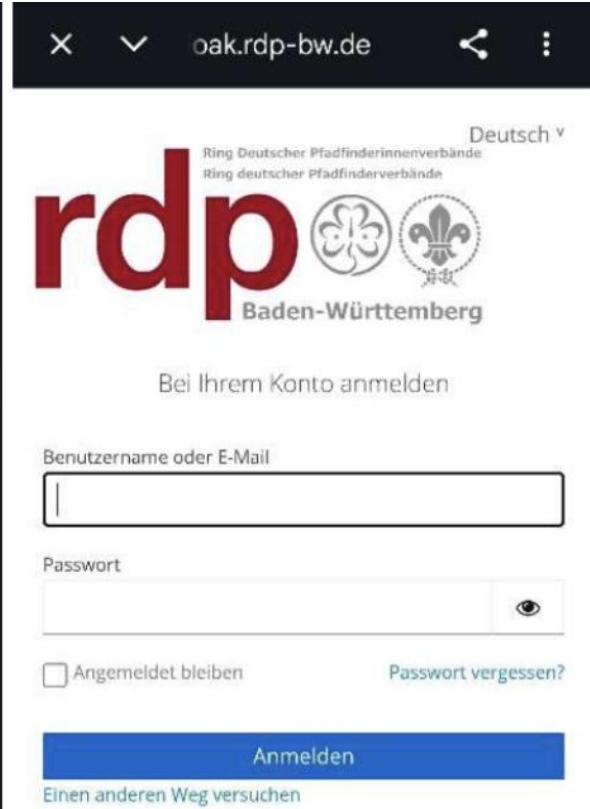 oak.rdp-bw.de
Deutsch ˅
Ring Deutscher Pfadfinderinnenverbände
Ring deutscher Pfadfinderverbände
rdp
Baden-Württemberg
Bei Ihrem Konto anmelden
Benutzername oder E-Mail
Passwort
Angemeldet bleiben
Passwort vergessen?
Anmelden
Einen anderen Weg versuchen